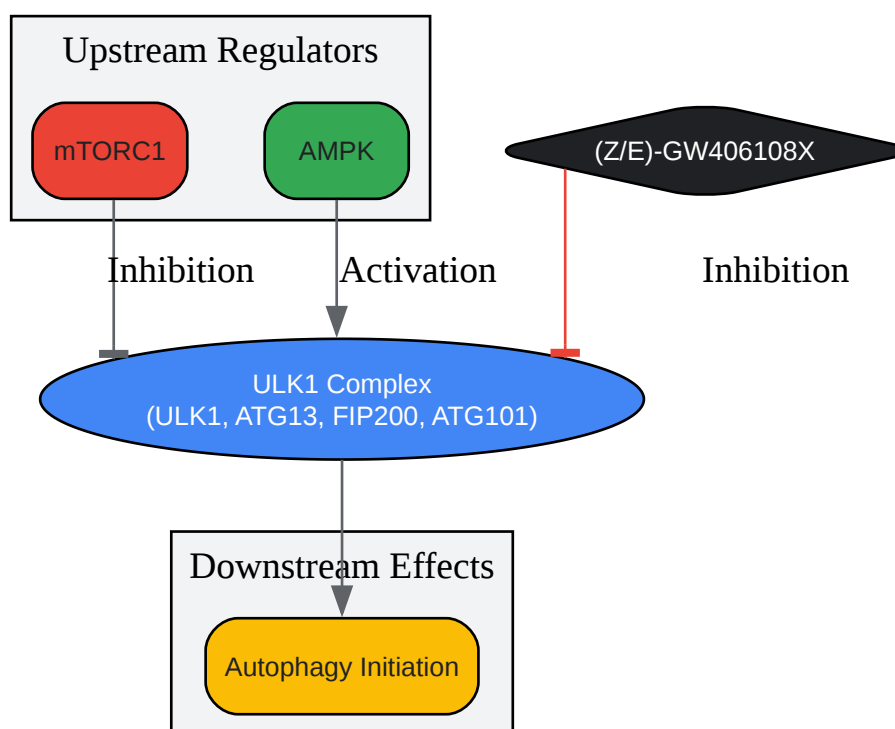 Upstream Regulators
mTORC1
AMPK
(Z/E)-GW406108X
Inhibition
Activation
Inhibition
ULK1 Complex
(ULK1, ATG13, FIP200, ATG101)
Downstream Effects
Autophagy Initiation